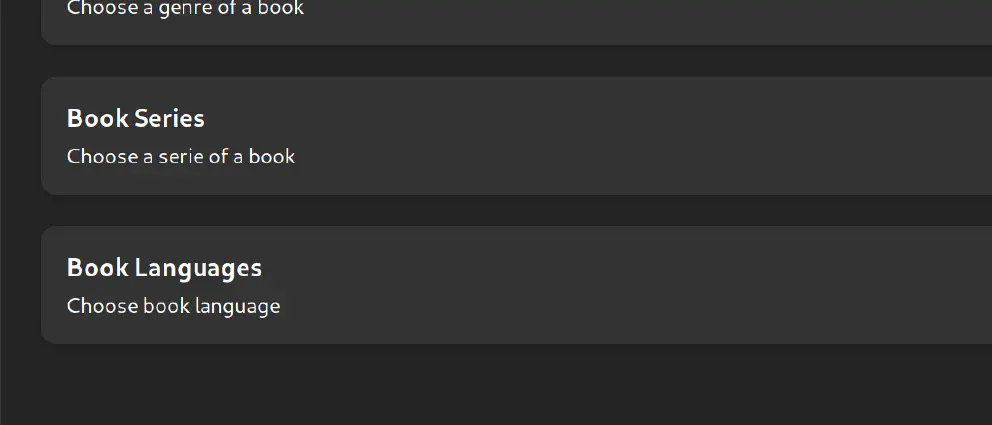 Choose a genre of a book
Book Series
Choose a serie of a book
Book Languages
Choose book language